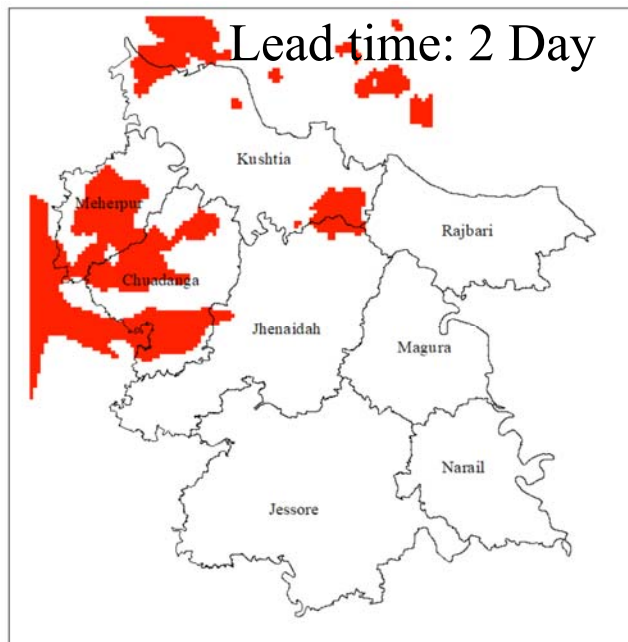 Lead time: 2 Day
Kushtia
Meherpur
Rajbari
Chuadanga
Jhenaidah
Magura
Narail
Jessore